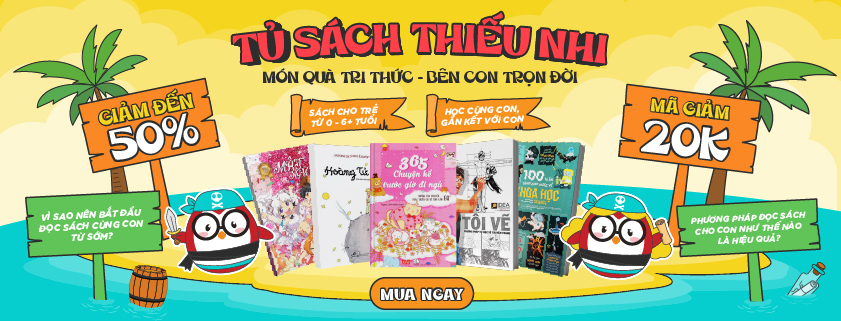 TỦ SÁCH THIẾU NHI
MÓN QUÀ TRI THỨC - BÊN CON TRỌN ĐỜI
SÁCH CHO TRẺ
TỪ 0 - 6+ TUỔI
HỌC CÙNG CON,
GẮN KẾT VỚI CON
GIẢM ĐẾN
50%
MÃ GIẢM
20K
VÌ SAO NÊN BẮT ĐẦU
ĐỌC SÁCH CÙNG CON
TỪ SỚM?
Hoàng Tử
365
Chuyện kể
trước giờ đi ngủ
IDEA
TÔI VẼ
100
HOA HỌC
PHƯƠNG PHÁP ĐỌC SÁCH
CHO CON NHƯ THẾ NÀO
LÀ HIỆU QUẢ?
MUA NGAY